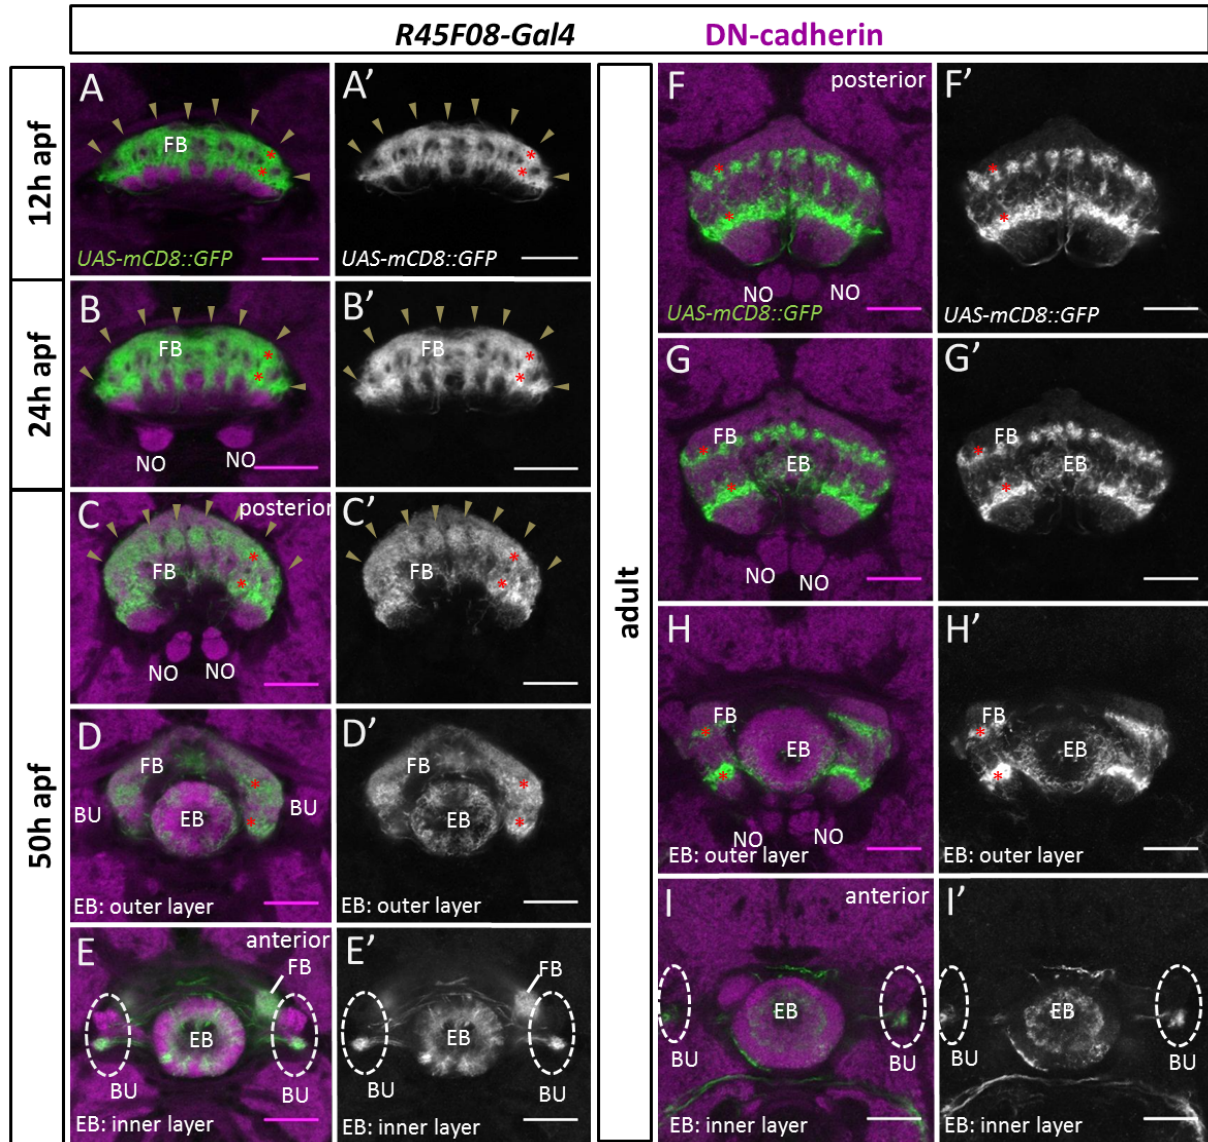 R45F08-Gal4 DN-cadherin
12h apf
A
FB
*
*
UAS-mCD8::GFP
A'
*
*
UAS-mCD8::GFP
24h apf
B
FB
*
*
NO NO
B'
FB
*
*
50h apf
C
posterior
FB
*
*
NO NO
C'
FB
*
*
D
FB
*
BU BU
EB
*
EB: outer layer
D'
FB
*
EB
*
EB: outer layer
E
anterior
FB
EB
BU BU
EB: inner layer
E'
FB
EB
BU BU
EB: inner layer
adult
F
posterior
*
*
NO NO
UAS-mCD8::GFP
F'
*
*
UAS-mCD8::GFP
G
FB
*
EB
*
NO NO
G'
FB
*
EB
*
H
FB
*
EB
*
NO NO
EB: outer layer
H'
FB
*
EB
*
EB: outer layer
I
anterior
EB
BU BU
EB: inner layer
I'
EB
BU BU
EB: inner layer